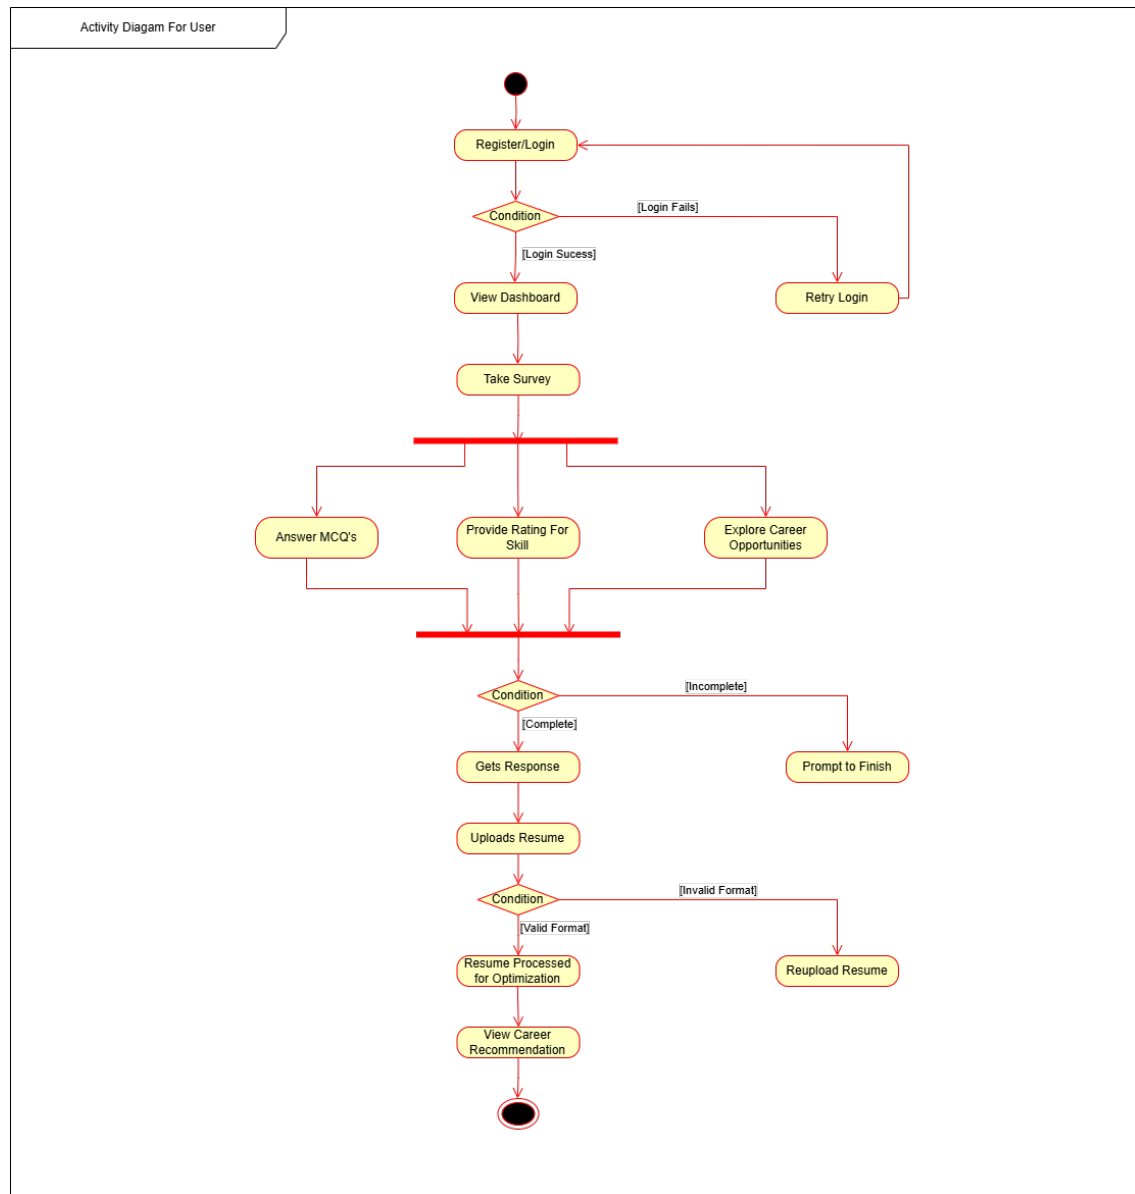 Activity Diagam For User
Register/Login
Condition
[Login Fails]
[Login Sucess]
View Dashboard
Retry Login
Take Survey
Answer MCQ's
Provide Rating For
Skill
Explore Career
Opportunities
Condition
[Incomplete]
[Complete]
Gets Response
Prompt to Finish
Uploads Resume
Condition
[Invalid Format]
[Valid Format]
Resume Processed
for Optimization
Reupload Resume
View Career
Recommendation